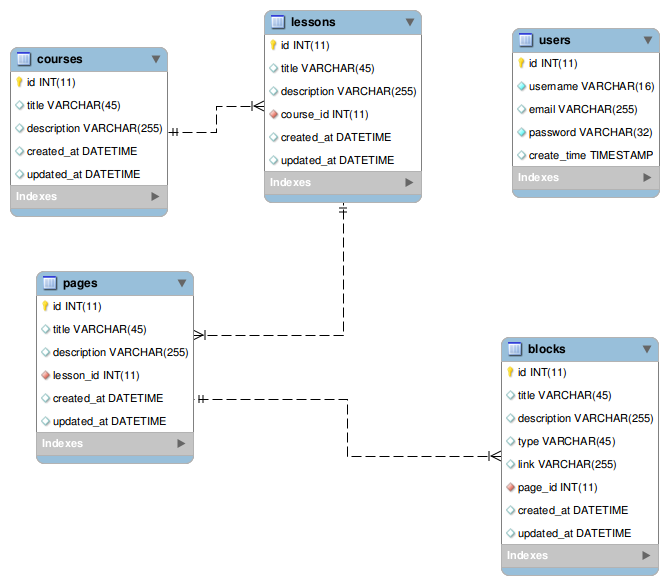 courses
id INT(11)
title VARCHAR(45)
description VARCHAR(255)
created_at DATETIME
updated_at DATETIME
Indexes
lessons
id INT(11)
title VARCHAR(45)
description VARCHAR(255)
course_id INT(11)
created_at DATETIME
updated_at DATETIME
Indexes
users
id INT(11)
username VARCHAR(16)
email VARCHAR(255)
password VARCHAR(32)
create_time TIMESTAMP
Indexes
pages
id INT(11)
title VARCHAR(45)
description VARCHAR(255)
lesson_id INT(11)
created_at DATETIME
updated_at DATETIME
Indexes
blocks
id INT(11)
title VARCHAR(45)
description VARCHAR(255)
type VARCHAR(45)
link VARCHAR(255)
page_id INT(11)
created_at DATETIME
updated_at DATETIME
Indexes